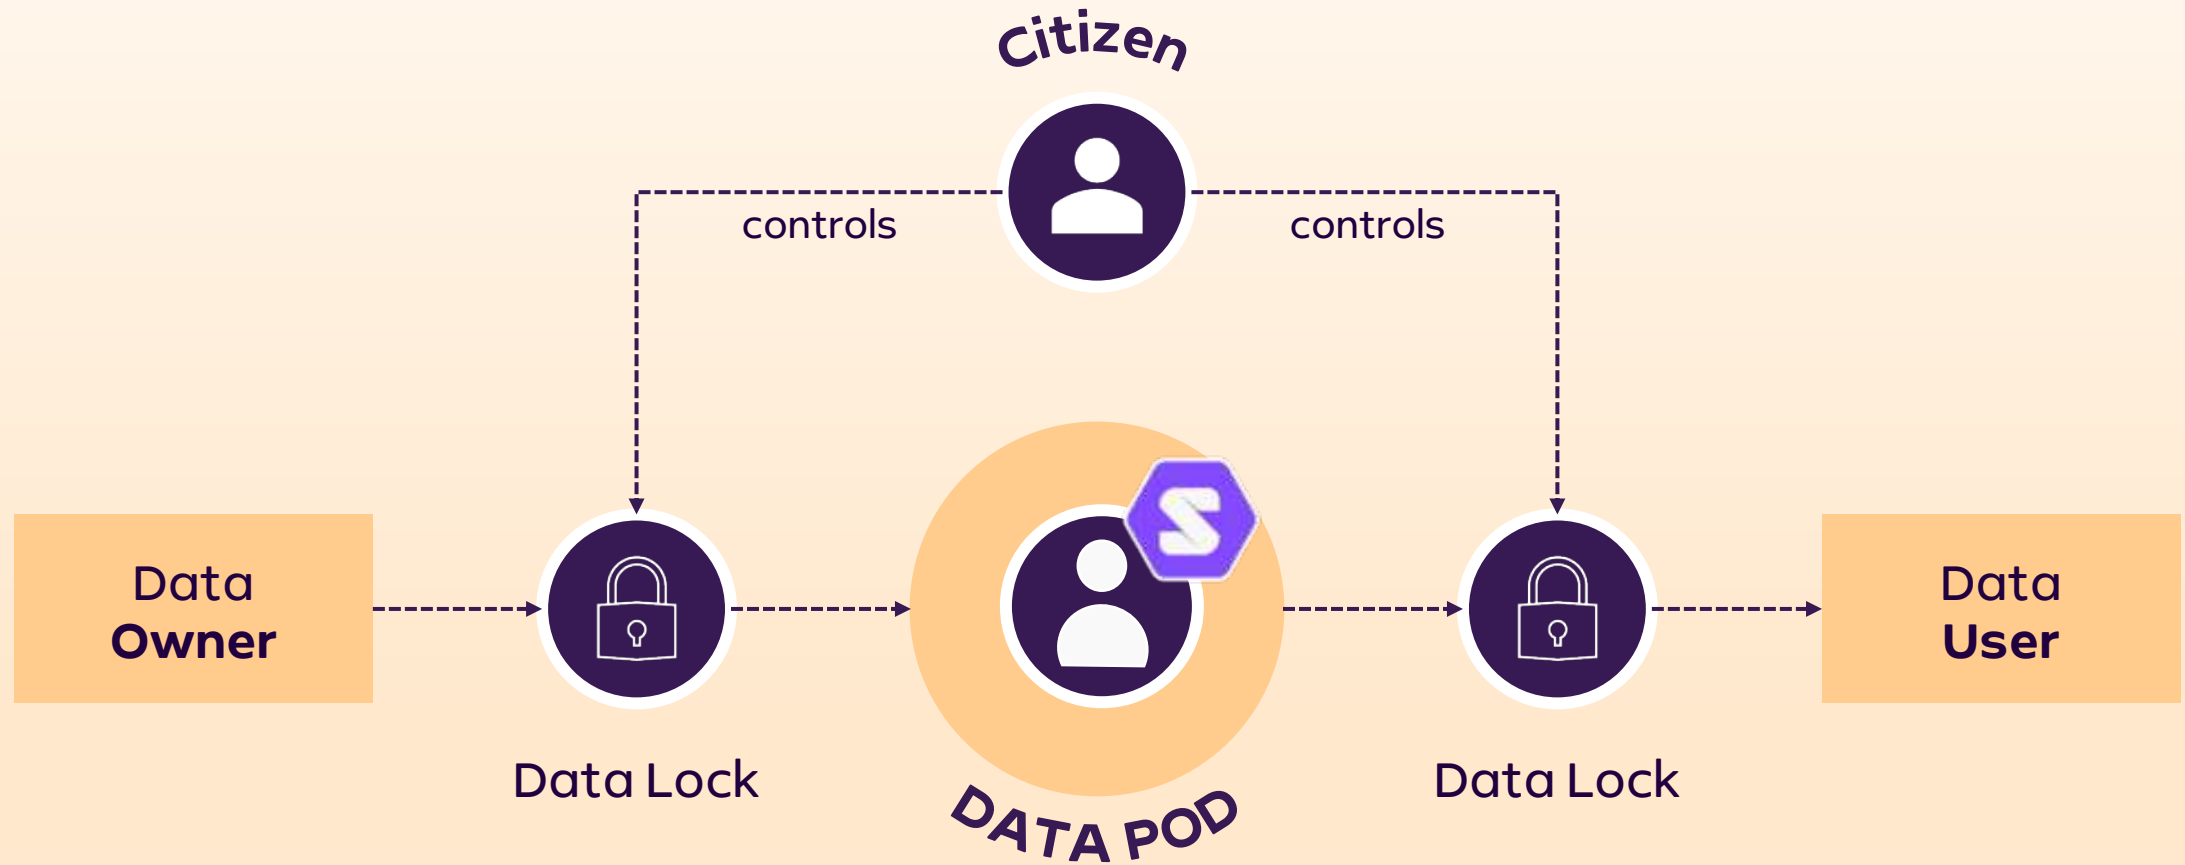 Citizen
controls
controls
Data
Owner
Data
User
Data Lock
Data Lock
DATA POD